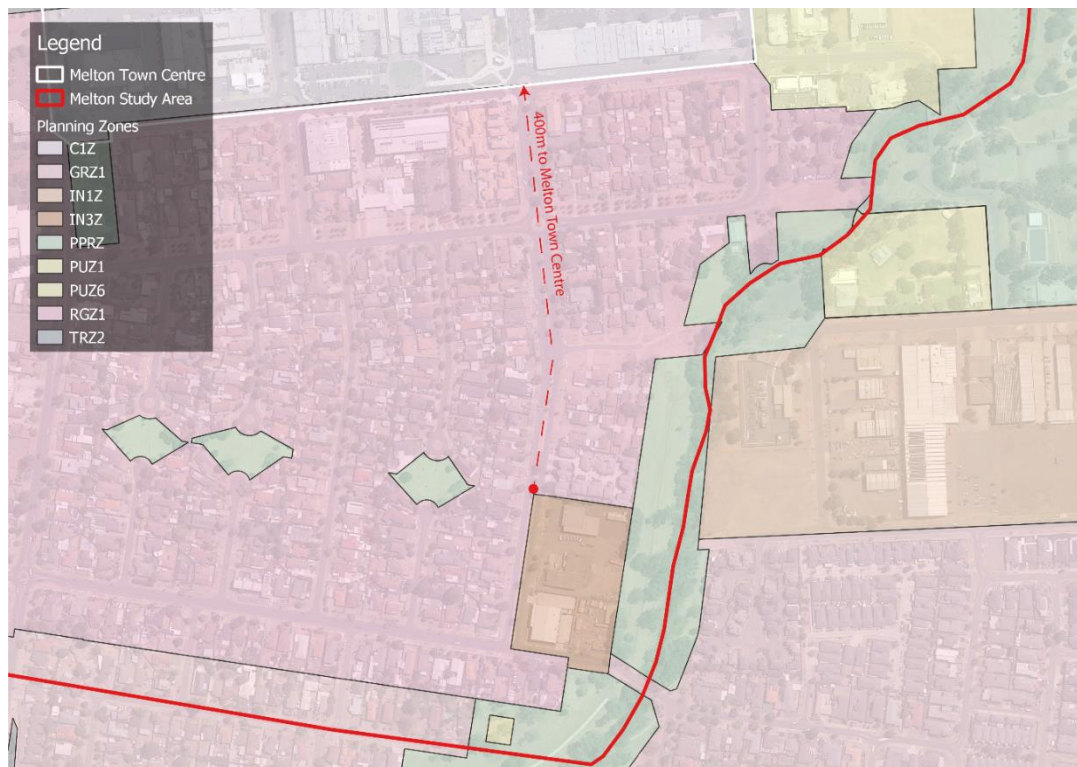 Legend
Melton Town Centre
Melton Study Area
Planning Zones
C1Z
GRZ1
IN1Z
IN3Z
PPRZ
PUZ1
PUZ6
RGZ1
TRZ2
400m to Melton Town Centre